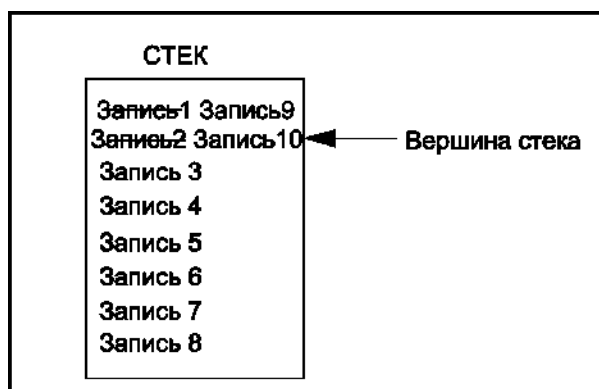 СТЕК
Запись1 Запись9
Запись2 Запись10 Вершина стека
Запись 3
Запись 4
Запись 5
Запись 6
Запись 7
Запись 8